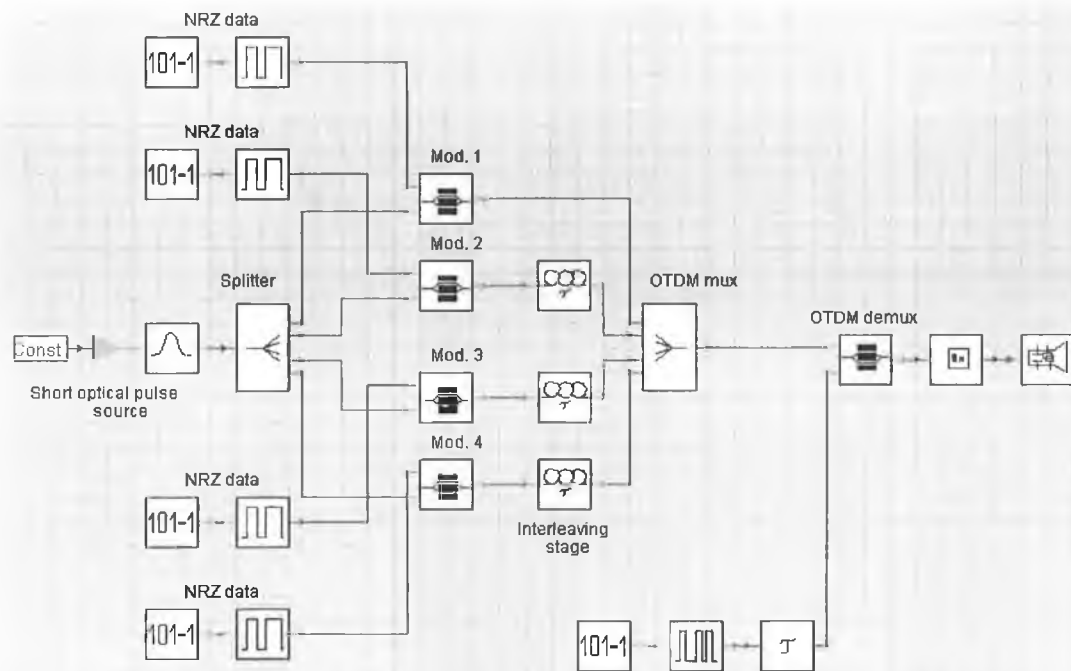 NRZ data
101-1
NRZ data
101-1
Mod. 1
Mod. 2
Splitter
OTDM mux
τ
OTDM demux
Const
Mod. 3
Short optical pulse
source
τ
Mod. 4
NRZ data
101-1
τ
Interleaving
stage
NRZ data
101-1
101-1
τ